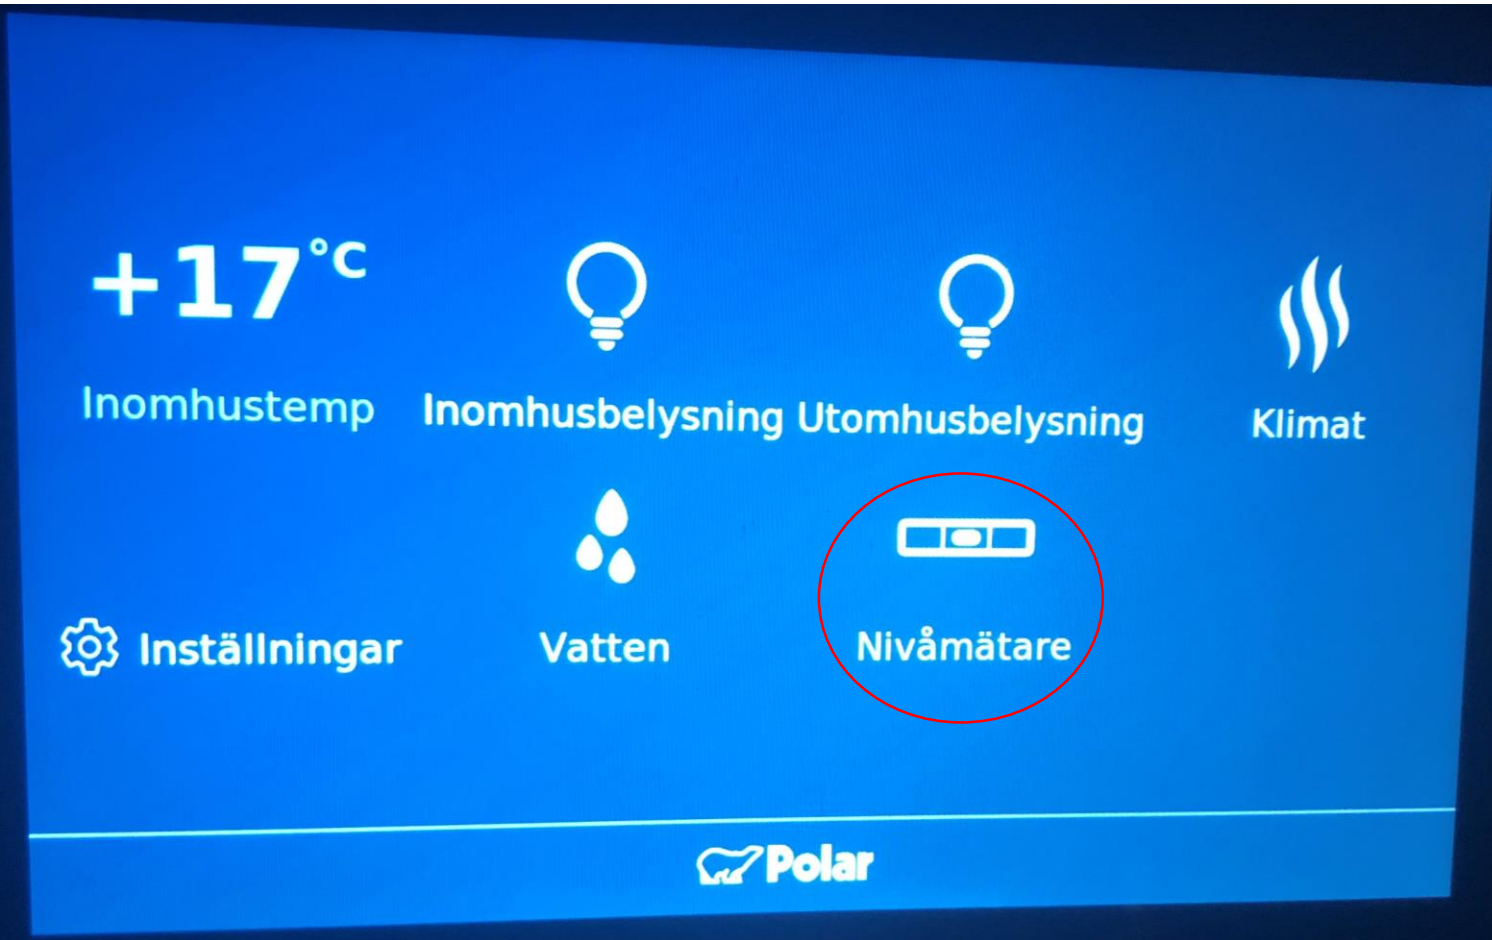 +17°C
Inomhustemp
Inomhusbelysning
Utomhusbelysning
Klimat
Inställningar
Vatten
Nivåmätare
Polar